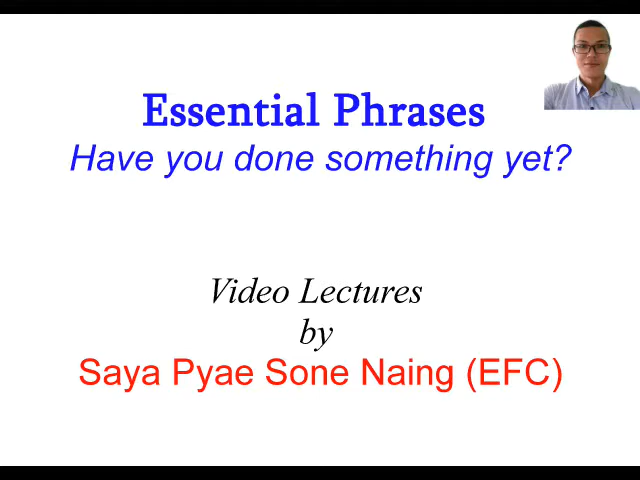 Essential Phrases
Have you done something yet?
Video Lectures
by
Saya Pyae Sone Naing (EFC)